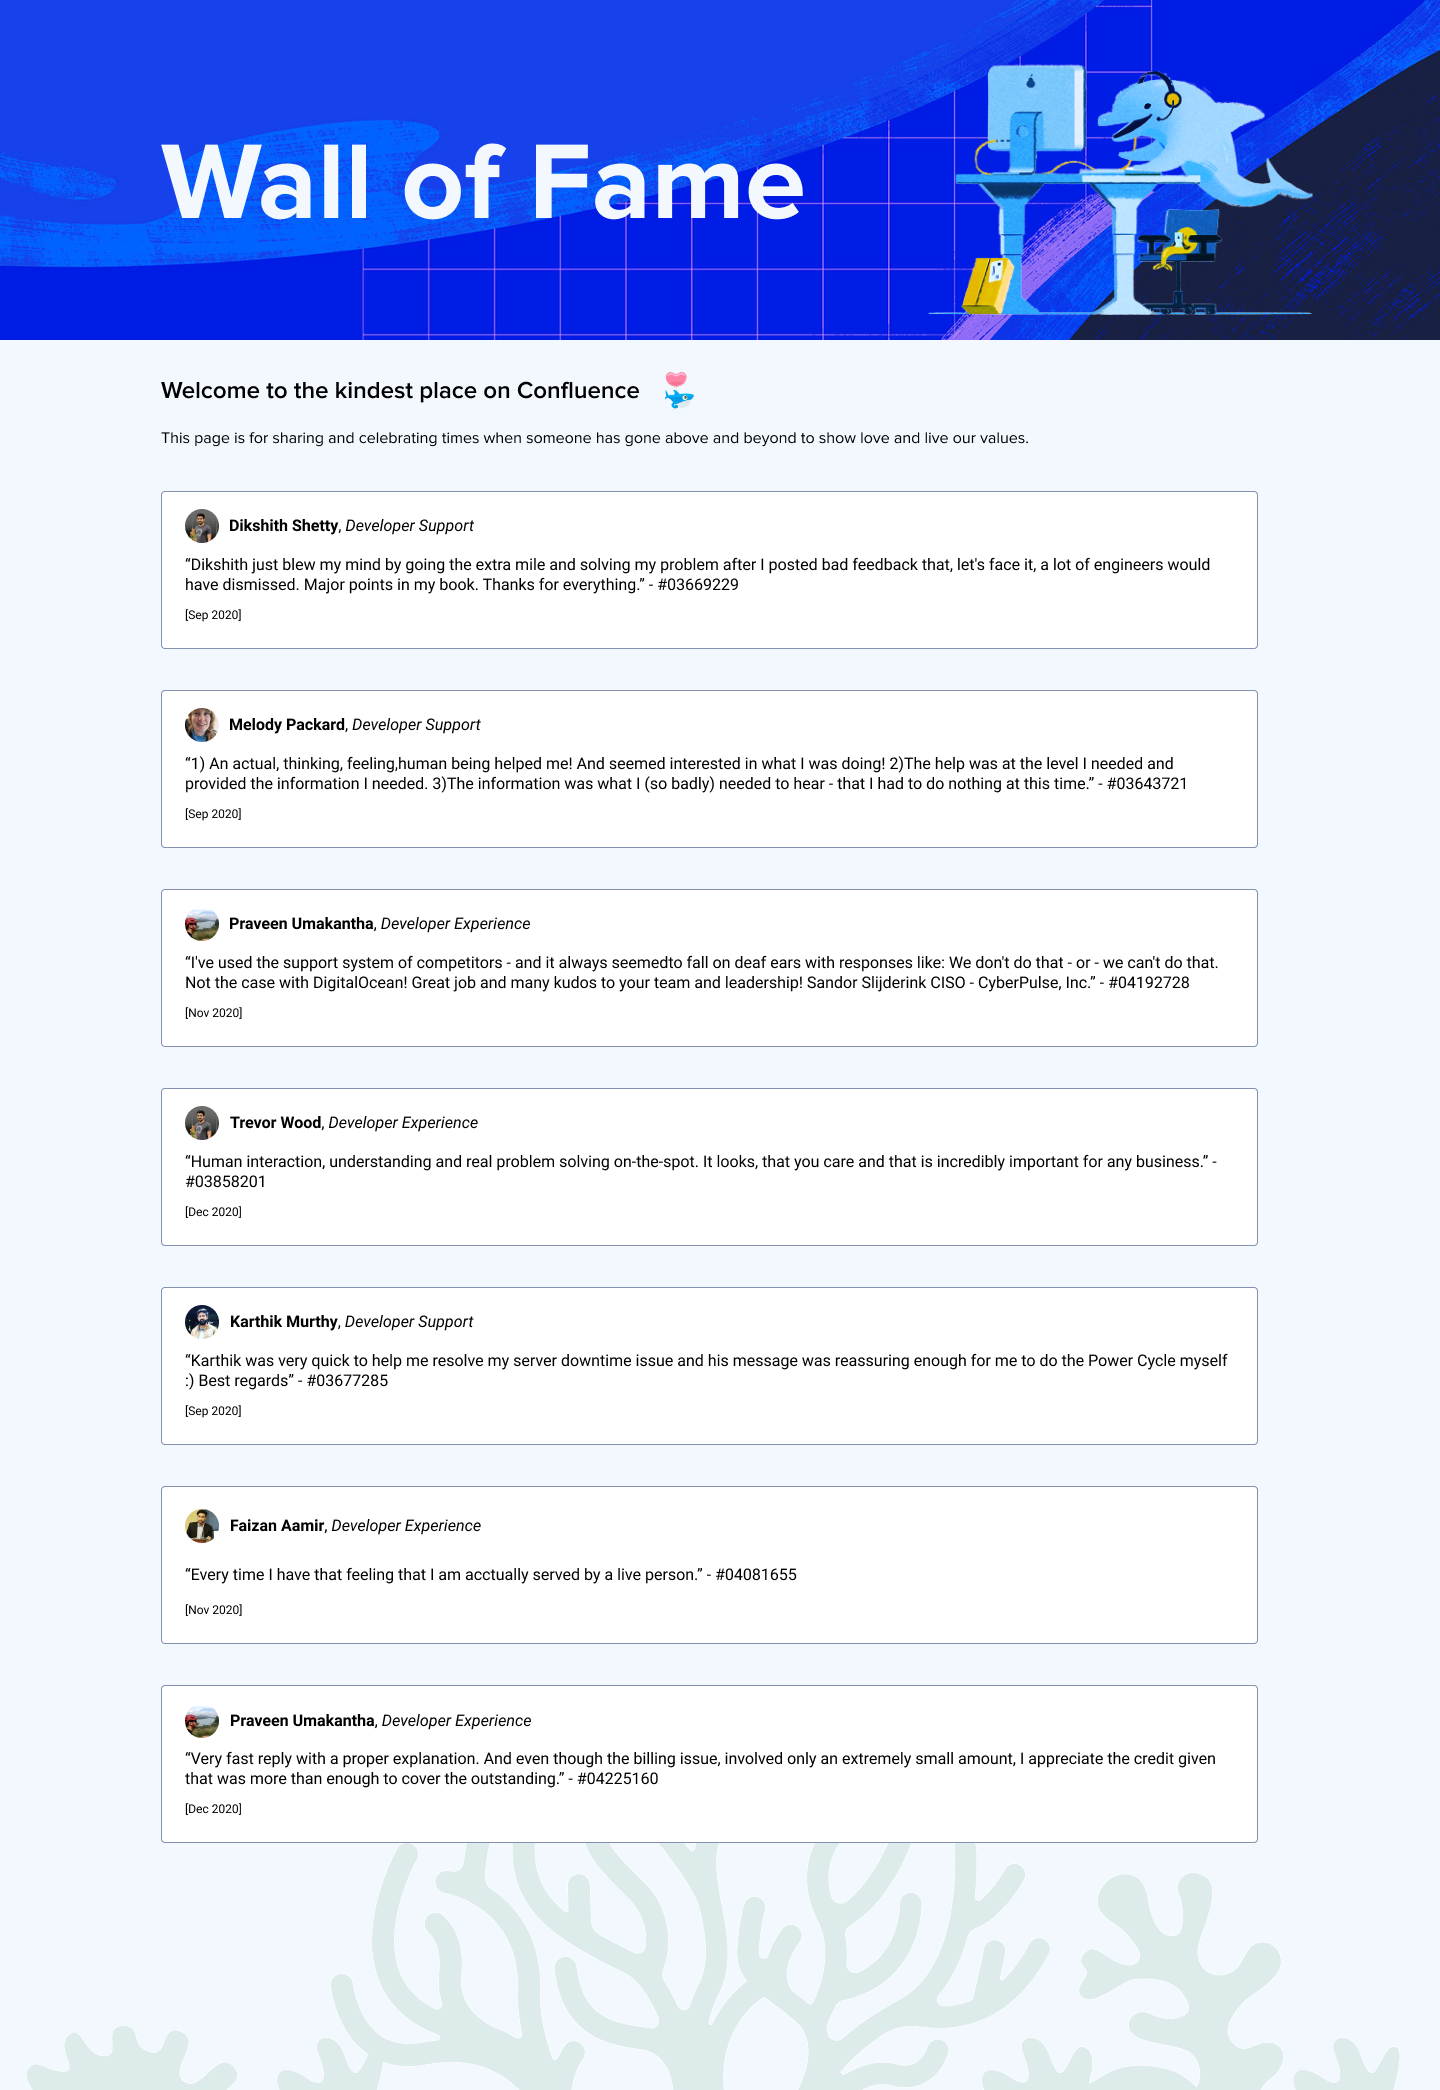 Wall of Fame
Welcome to the kindest place on Confluence
This page is for sharing and celebrating times when someone has gone above and beyond to show love and live our values.
Dikshith Shetty, Developer Support
“Dikshith just blew my mind by going the extra mile and solving my problem after I posted bad feedback that, let's face it, a lot of engineers would
have dismissed. Major points in my book. Thanks for everything.” - #03669229
[Sep 2020]
Melody Packard, Developer Support
“1) An actual, thinking, feeling,human being helped me! And seemed interested in what I was doing! 2)The help was at the level I needed and
provided the information I needed. 3)The information was what I (so badly) needed to hear - that I had to do nothing at this time.” - #03643721
[Sep 2020]
Praveen Umakantha, Developer Experience
“I've used the support system of competitors - and it always seemedto fall on deaf ears with responses like: We don't do that - or - we can't do that.
Not the case with DigitalOcean! Great job and many kudos to your team and leadership! Sandor Slijderink CISO - CyberPulse, Inc.” - #04192728
[Nov 2020]
Trevor Wood, Developer Experience
“Human interaction, understanding and real problem solving on-the-spot. It looks, that you care and that is incredibly important for any business.” -
#03858201
[Dec 2020]
Karthik Murthy, Developer Support
“Karthik was very quick to help me resolve my server downtime issue and his message was reassuring enough for me to do the Power Cycle myself
:) Best regards” - #03677285
[Sep 2020]
Faizan Aamir, Developer Experience
“Every time I have that feeling that I am acctually served by a live person.” - #04081655
[Nov 2020]
Praveen Umakantha, Developer Experience
“Very fast reply with a proper explanation. And even though the billing issue, involved only an extremely small amount, I appreciate the credit given
that was more than enough to cover the outstanding.” - #04225160
[Dec 2020]